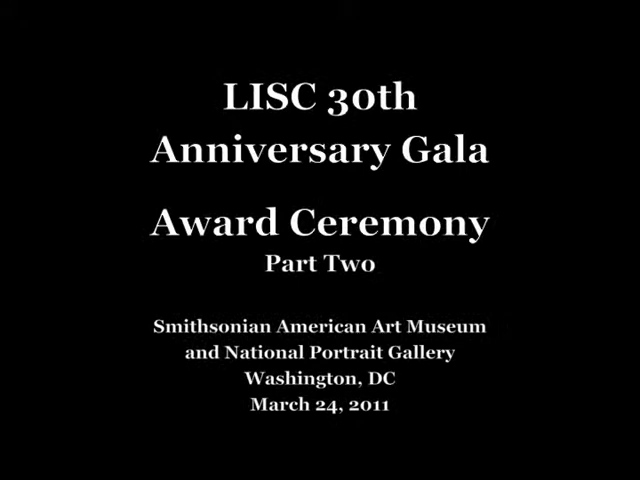 LISC 30th
Anniversary Gala
Award Ceremony
Part Two
Smithsonian American Art Museum
and National Portrait Gallery
Washington, DC
March 24, 2011